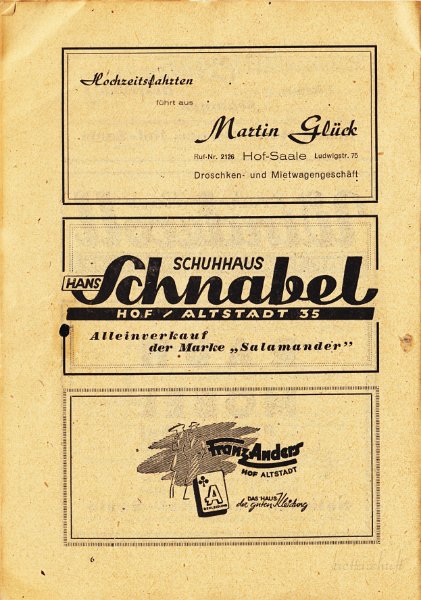 Hochzeitsfahrten
führt aus
Martin Glück
Ruf-Nr. 2126 Hof-Saale Ludwigstr. 75
Droschken- und Mietwagengeschäft
SCHUHHAUS
HANS Schnabel
HOF / ALTSTADT 35
Alleinverkauf
der Marke „Salamander”
Franz Anders
HOF ALTSTADT
A
DAS HAUS
der guten Kleidung
6